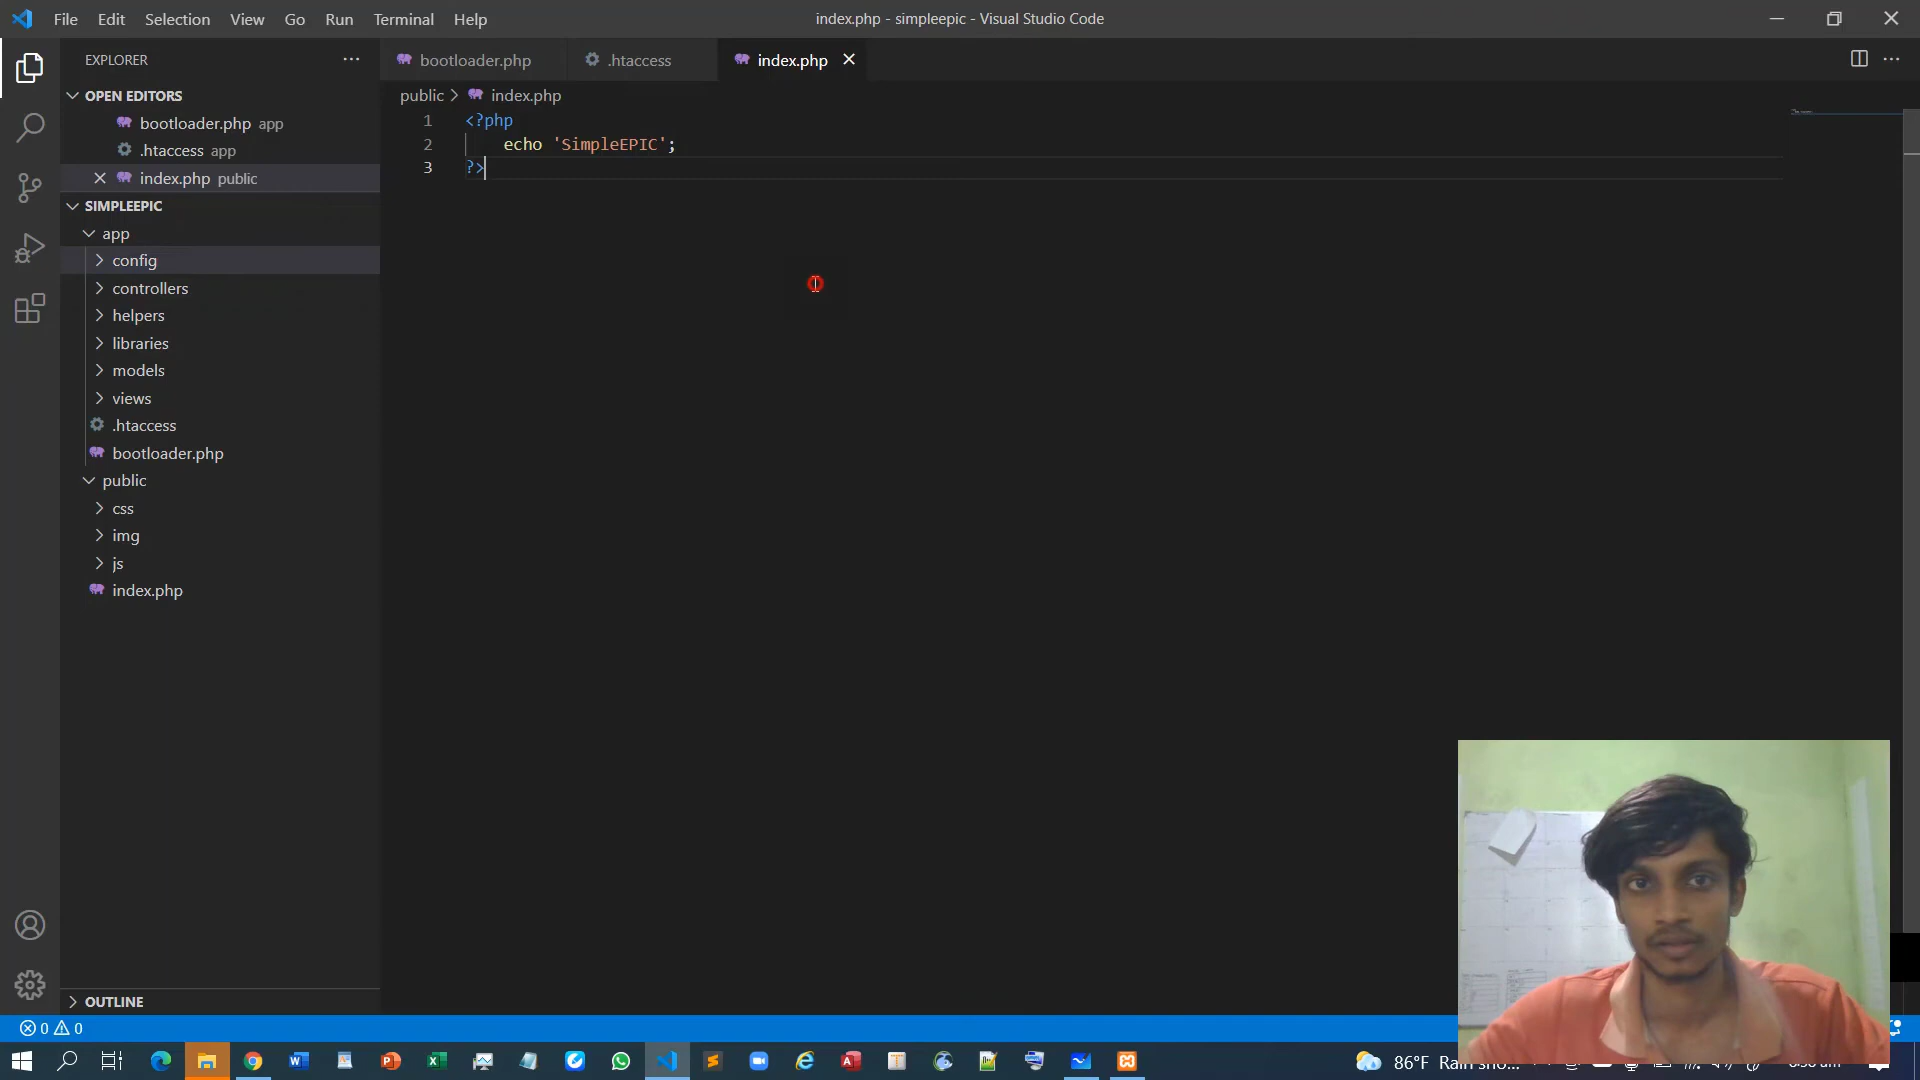 File Edit Selection View Go Run Terminal Help
index.php - simpleepic - Visual Studio Code
EXPLORER
bootloader.php .htaccess index.php
OPEN EDITORS
bootloader.php app
.htaccess app
index.php public
SIMPLEEPIC
app
config
controllers
helpers
libraries
models
views
.htaccess
bootloader.php
public
css
img
js
index.php
OUTLINE
public > index.php
1 <?php
2 echo 'SimpleEPIC';
3 ?>
0 0
86°F